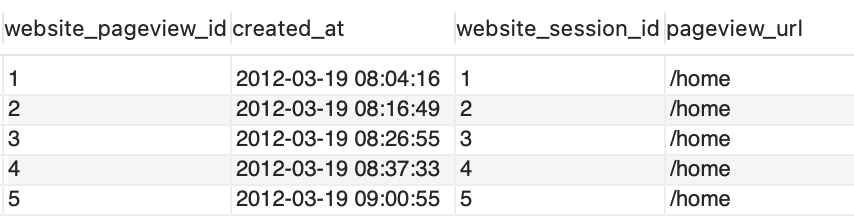 website_pageview_id created_at website_session_id pageview_url
1 2012-03-19 08:04:16 1 /home
2 2012-03-19 08:16:49 2 /home
3 2012-03-19 08:26:55 3 /home
4 2012-03-19 08:37:33 4 /home
5 2012-03-19 09:00:55 5 /home